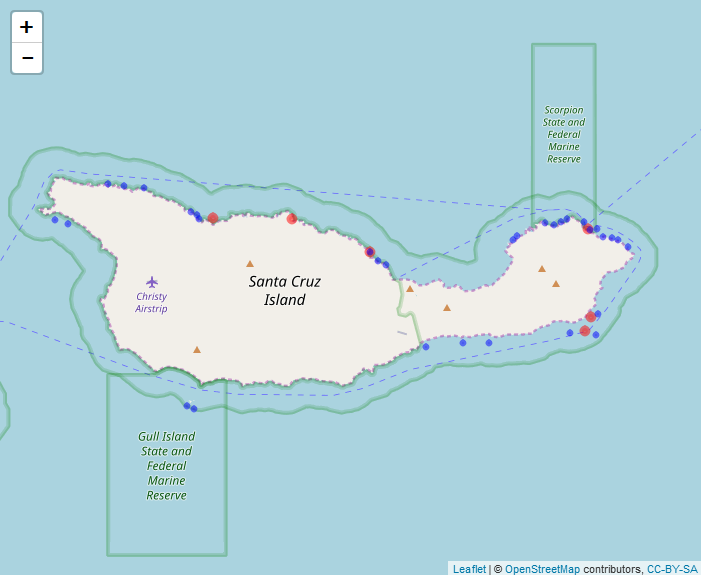 +
−
Scorpion
State and
Federal
Marine
Reserve
Santa Cruz
Island
Christy
Airstrip
Gull Island
State and
Federal
Marine
Reserve
Leaflet | © OpenStreetMap contributors, CC-BY-SA